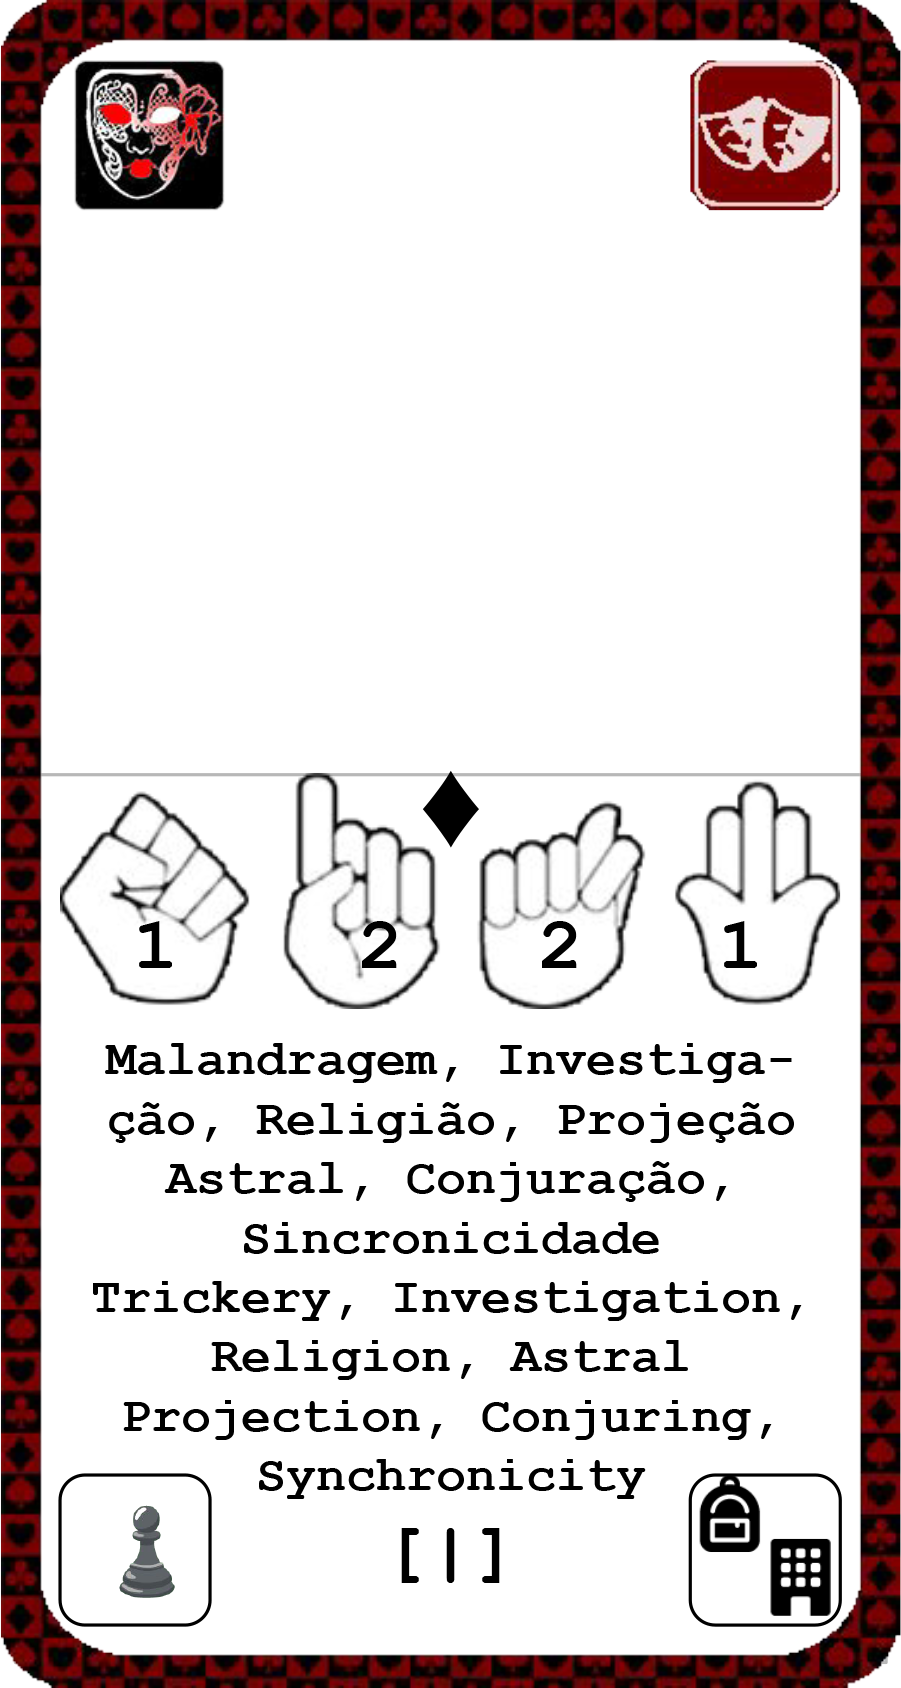 1 2 2 1
Malandragem, Investiga-
ção, Religião, Projeção
Astral, Conjuração,
Sincronicidade
Trickery, Investigation,
Religion, Astral
Projection, Conjuring,
Synchronicity
[|]